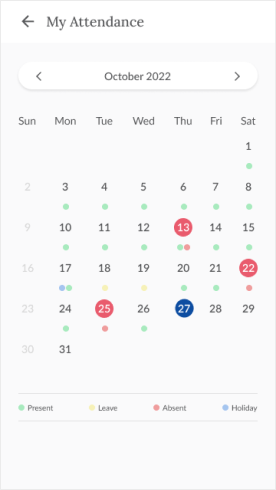 My Attendance
October 2022
Sun Mon Tue Wed Thu Fri Sat
1
2 3 4 5 6 7 8
9 10 11 12 13 14 15
16 17 18 19 20 21 22
23 24 25 26 27 28 29
30 31
Present Leave Absent Holiday